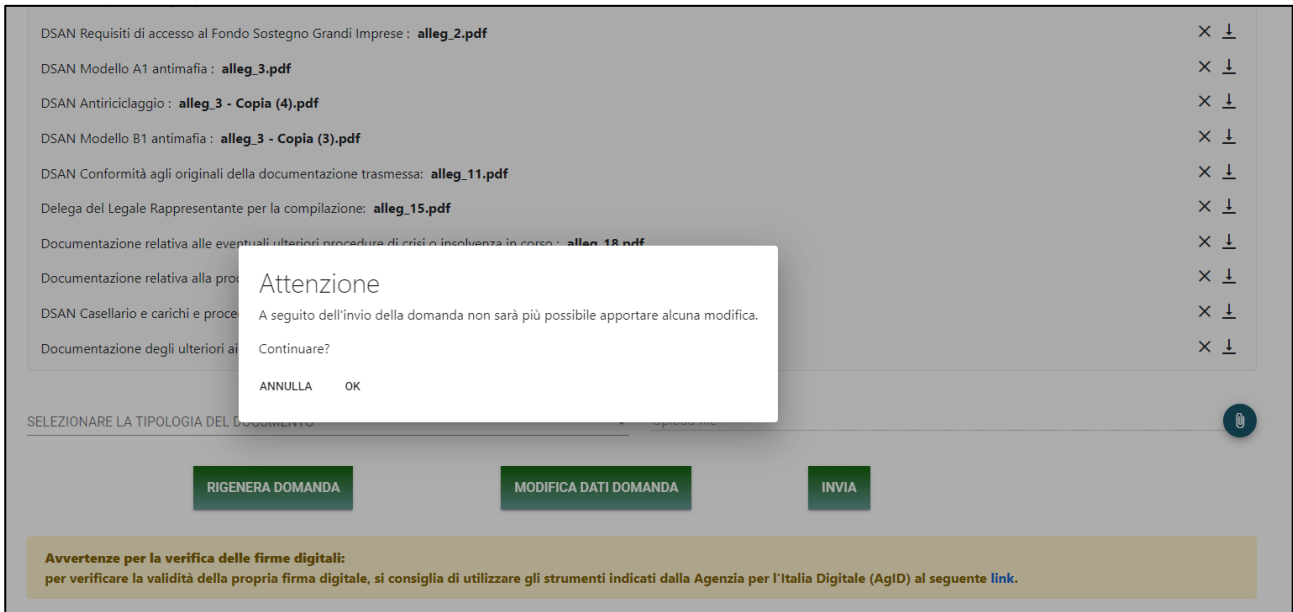 DSAN Requisiti di accesso al Fondo Sostegno Grandi Imprese : alleg_2.pdf
DSAN Modello A1 antimafia : alleg_3.pdf
DSAN Antiriciclaggio : alleg_3 - Copia (4).pdf
DSAN Modello B1 antimafia : alleg_3 - Copia (3).pdf
DSAN Conformità agli originali della documentazione trasmessa: alleg_11.pdf
Delega del Legale Rappresentante per la compilazione: alleg_15.pdf
Documentazione relativa alle eventuali ulteriori procedure di crisi o insolvenza in corso : alleg_18.pdf
Documentazione relativa alla
DSAN Casellario e carichi e
Documentazione degli ulteriori
Attenzione
A seguito dell'invio della domanda non sarà più possibile apportare alcuna modifica.
Continuare?
ANNULLA OK
SELEZIONARE LA TIPOLOGIA DEL DOCUMENTO Upload file
RIGENERA DOMANDA MODIFICA DATI DOMANDA INVIA
Avvertenze per la verifica delle firme digitali:
per verificare la validità della propria firma digitale, si consiglia di utilizzare gli strumenti indicati dalla Agenzia per l'Italia Digitale (AgID) al seguente link.